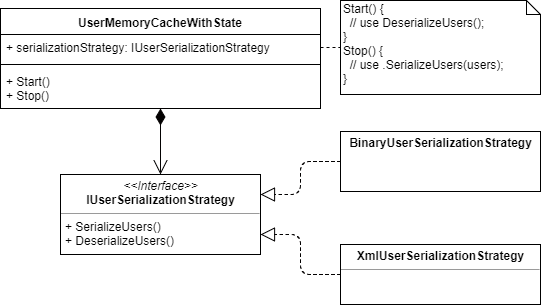 UserMemoryCacheWithState
+ serializationStrategy: IUserSerializationStrategy
+ Start()
+ Stop()
Start() {
// use DeserializeUsers();
}
Stop() {
// use .SerializeUsers(users);
}
<<Interface>>
IUserSerializationStrategy
+ SerializeUsers()
+ DeserializeUsers()
BinaryUserSerializationStrategy
XmlUserSerializationStrategy